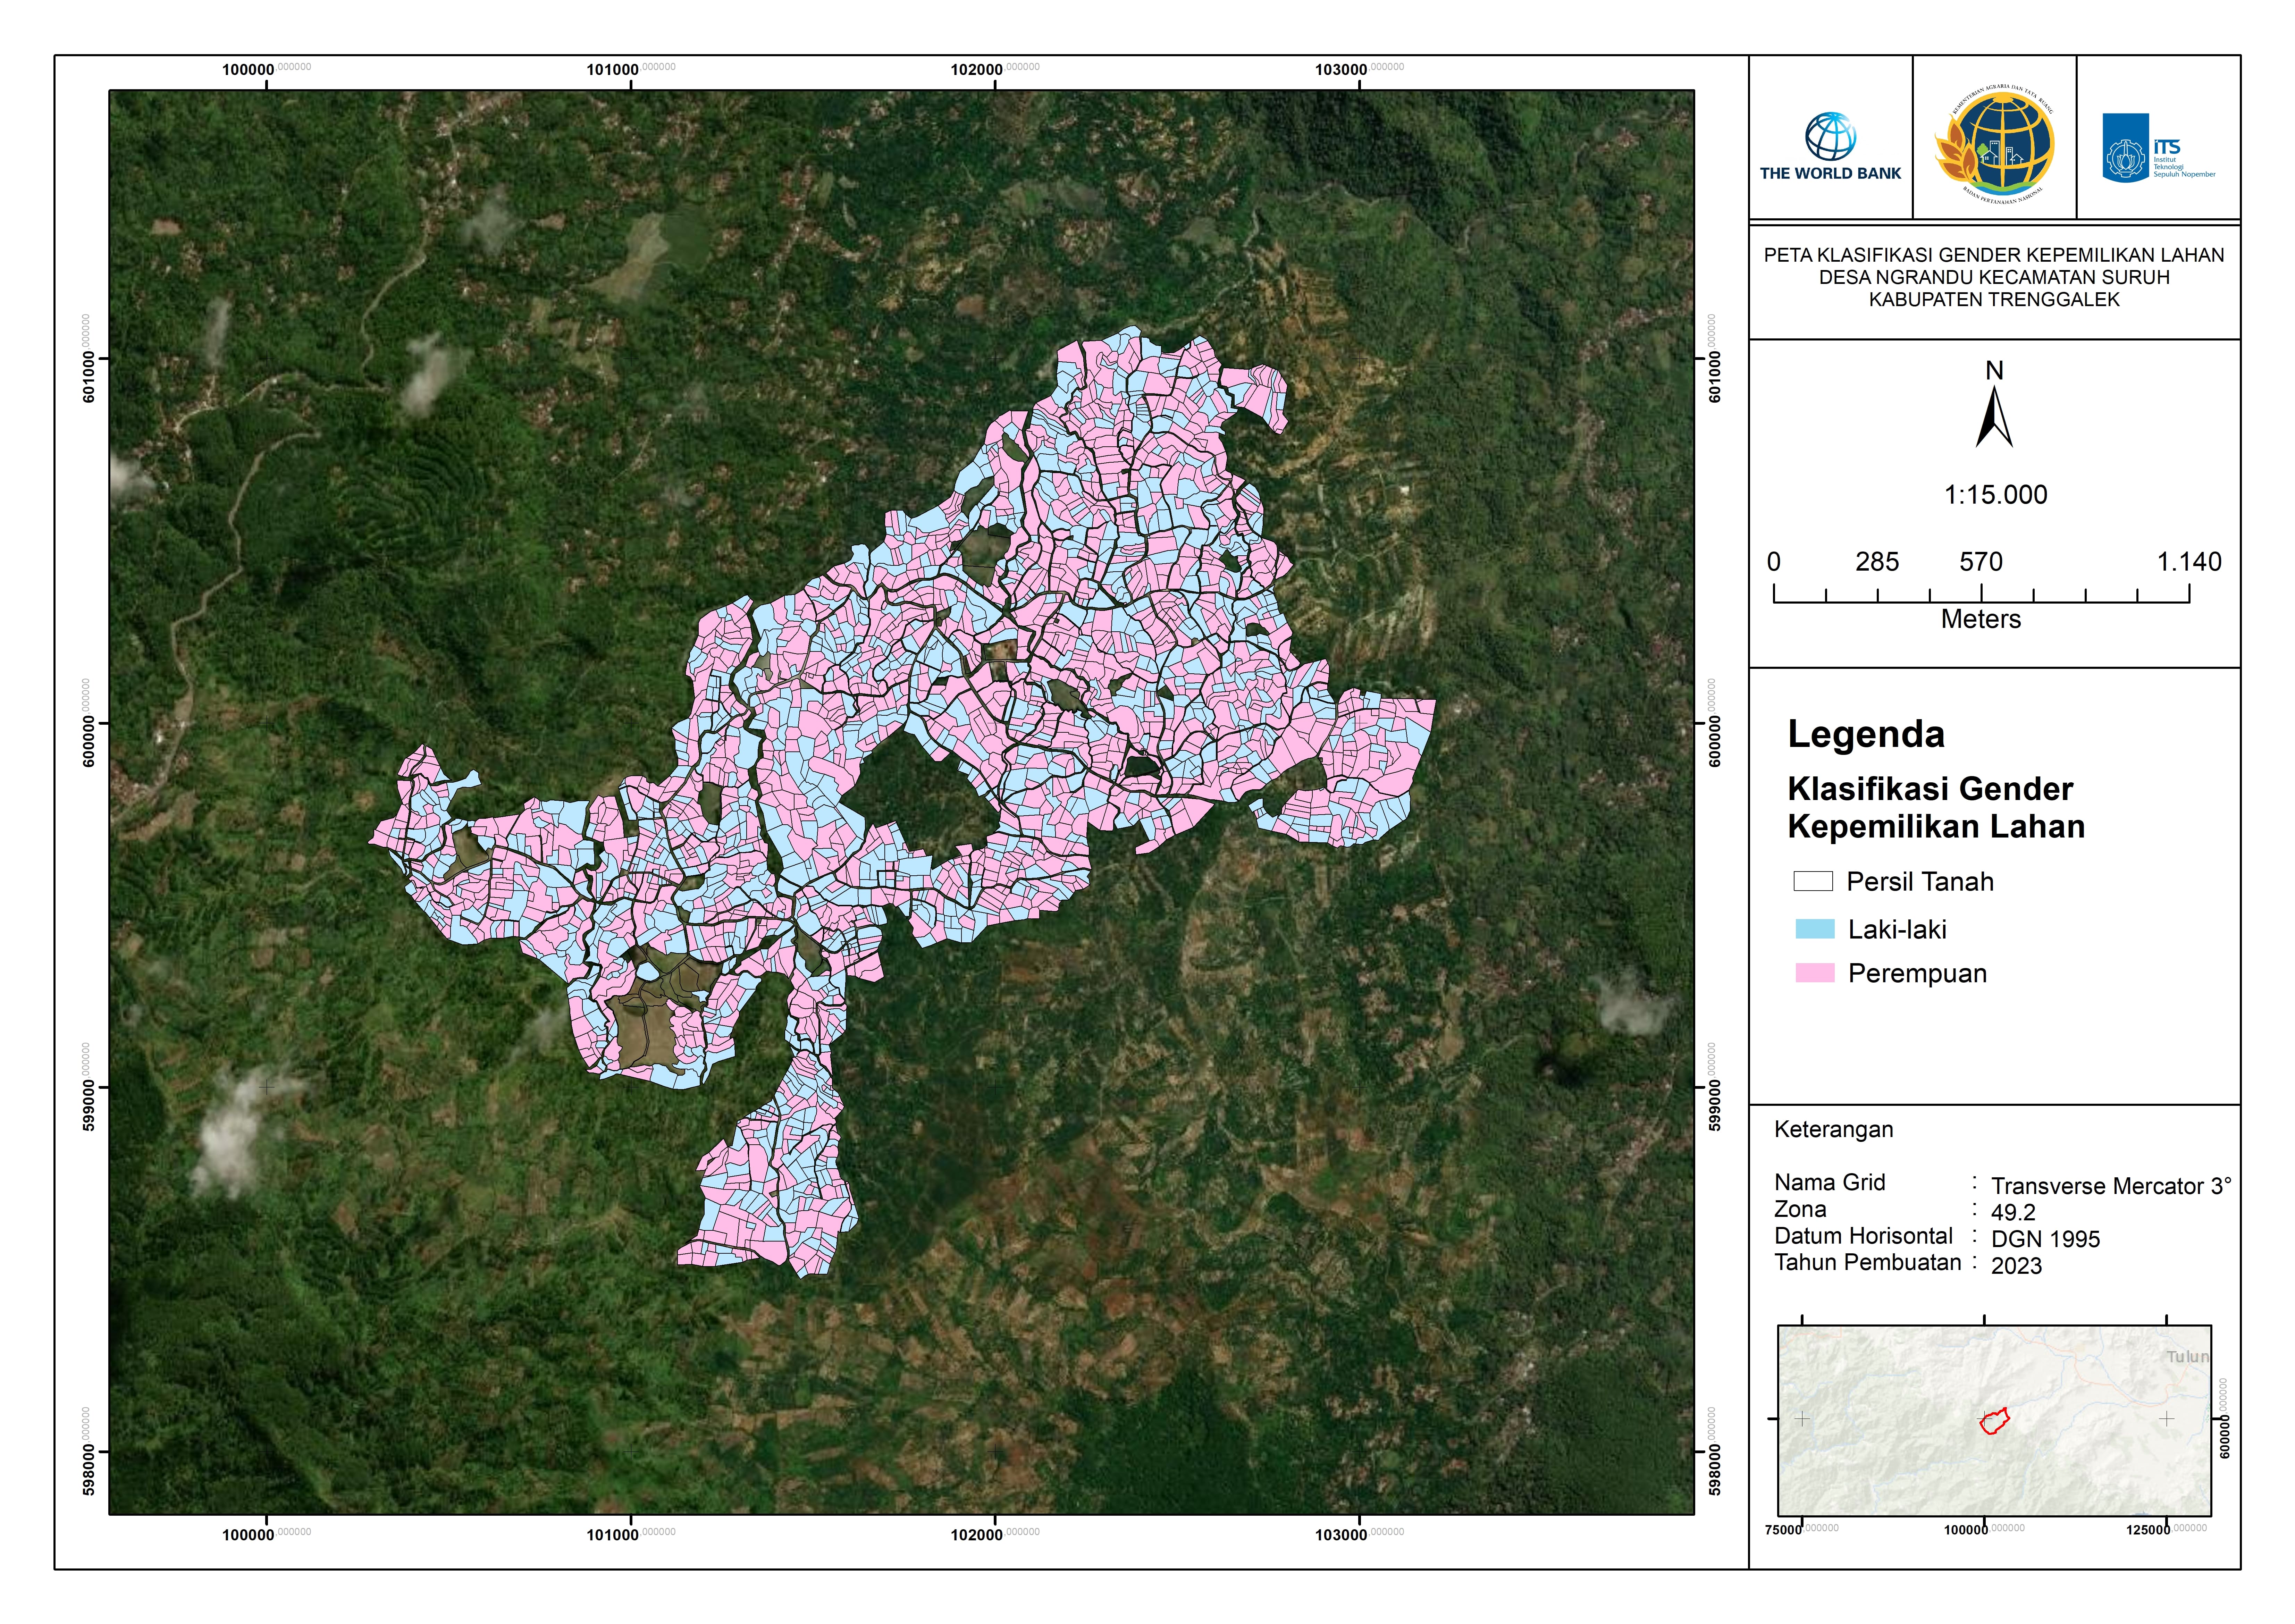 100000.000000
101000.000000
102000.000000
103000.000000
601000.000000
600000.000000
599000.000000
598000.000000
601000.000000
600000.000000
599000.000000
598000.000000
100000.000000
101000.000000
102000.000000
103000.000000
THE WORLD BANK
KEMENTERIAN AGRARIA DAN TATA RUANG
BADAN PERTANAHAN NASIONAL
iTS
Institut
Teknologi
Sepuluh Nopember
PETA KLASIFIKASI GENDER KEPEMILIKAN LAHAN
DESA NGRANDU KECAMATAN SURUH
KABUPATEN TRENGGALEK
N
1:15.000
0 285 570 1.140
Meters
Legenda
Klasifikasi Gender
Kepemilikan Lahan
Persil Tanah
Laki-laki
Perempuan
Keterangan
Nama Grid : Transverse Mercator 3°
Zona : 49.2
Datum Horisontal : DGN 1995
Tahun Pembuatan : 2023
Tulun
600000.000000
75000.000000
100000.000000
125000.000000